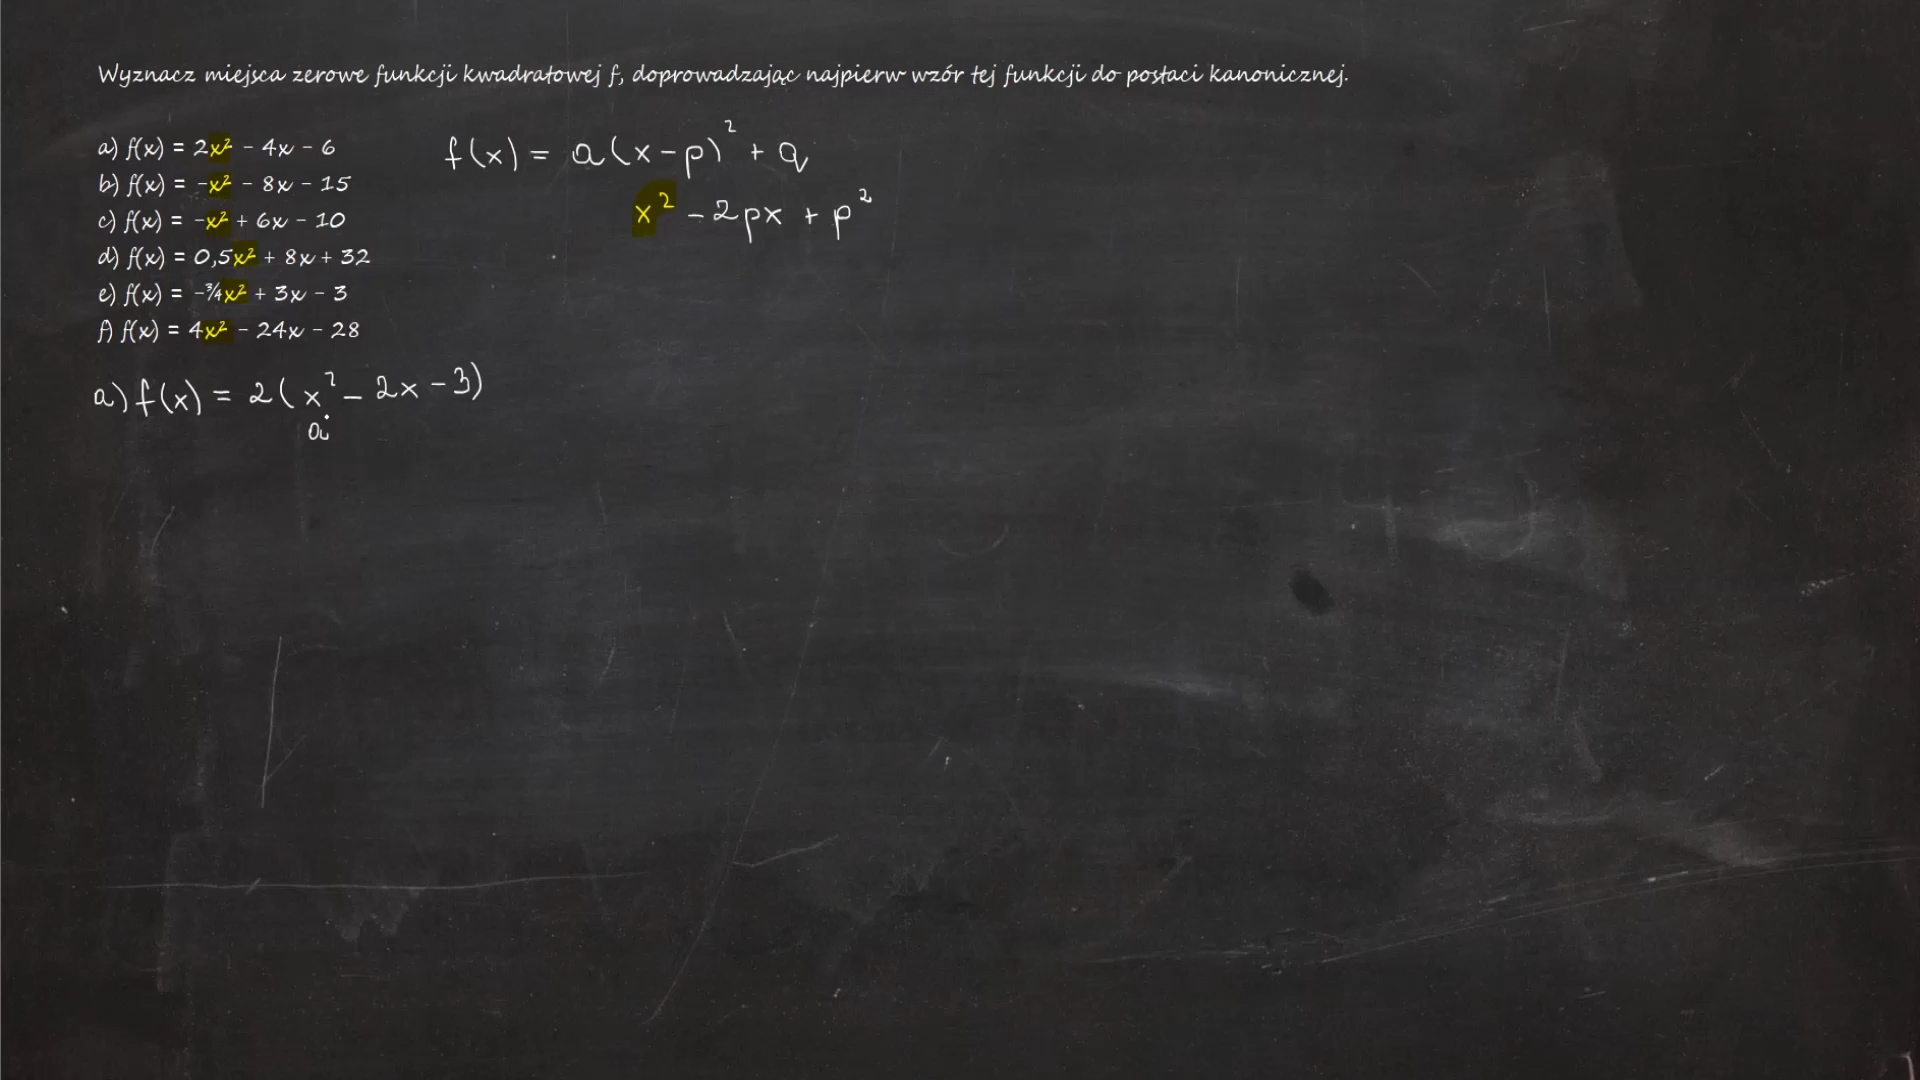 Wyznacz miejsca zerowe funkcji kwadratowej f, doprowadzając najpierw wzór tej funkcji do postaci kanonicznej.
a) f(x) = 2x² - 4x - 6
b) f(x) = -x² - 8x - 15
c) f(x) = -x² + 6x - 10
d) f(x) = 0,5x² + 8x + 32
e) f(x) = -¾x² + 3x - 3
f) f(x) = 4x² - 24x - 28
f(x) = a(x-p)² + q
x² - 2px + p²
a) f(x) = 2(x² - 2x - 3)